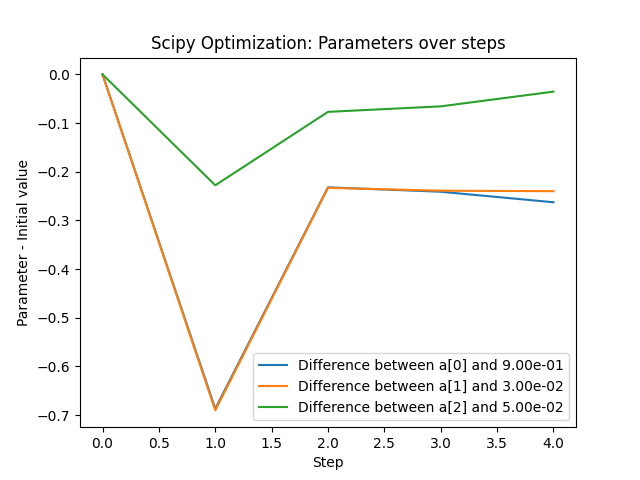 Scipy Optimization: Parameters over steps
0.0
−0.1
−0.2
−0.3
−0.4
−0.5
−0.6
−0.7
Parameter - Initial value
Difference between a[0] and 9.00e-01
Difference between a[1] and 3.00e-02
Difference between a[2] and 5.00e-02
0.0 0.5 1.0 1.5 2.0 2.5 3.0 3.5 4.0
Step